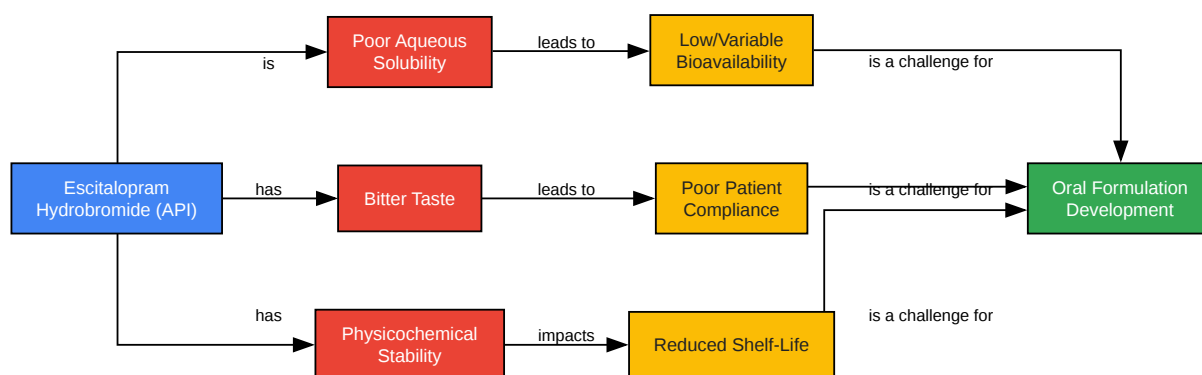 Poor Aqueous
Solubility
leads to
Low/Variable
Bioavailability
is
is a challenge for
Escitalopram
Hydrobromide (API)
has
Bitter Taste
leads to
Poor Patient
Compliance
is a challenge for
Oral Formulation
Development
has
Physicochemical
Stability
impacts
Reduced Shelf-Life
is a challenge for